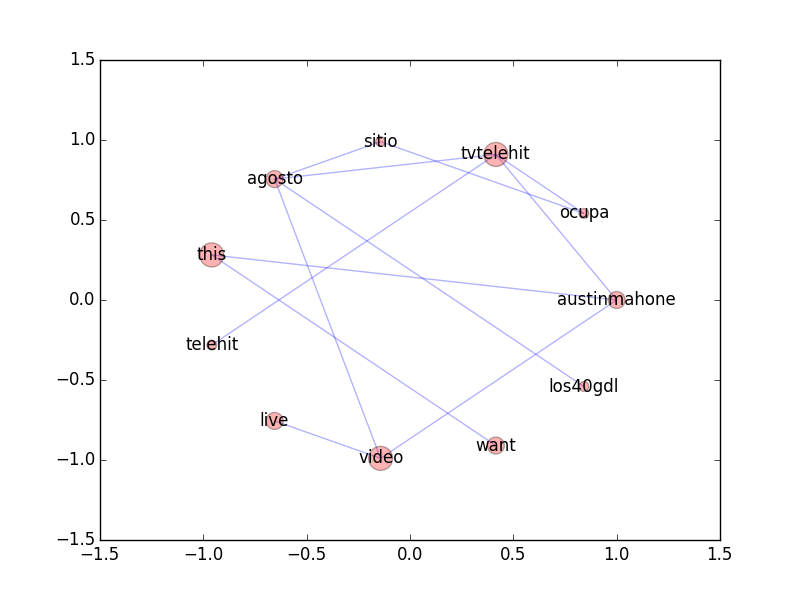 1.5
1.0
0.5
0.0
−0.5
−1.0
−1.5
−1.5
−1.0
−0.5
0.0
0.5
1.0
1.5
sitio
tvtelehit
agosto
ocupa
this
austinmahone
telehit
los40gdl
live
want
video